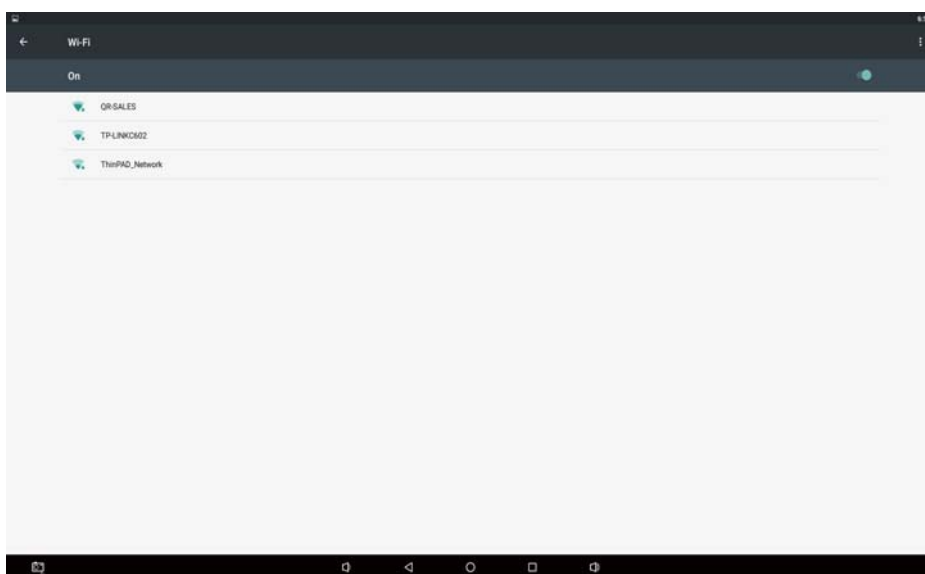 Wi-Fi
On
QR-SALES
TP-LINKC602
ThinPAD_Network